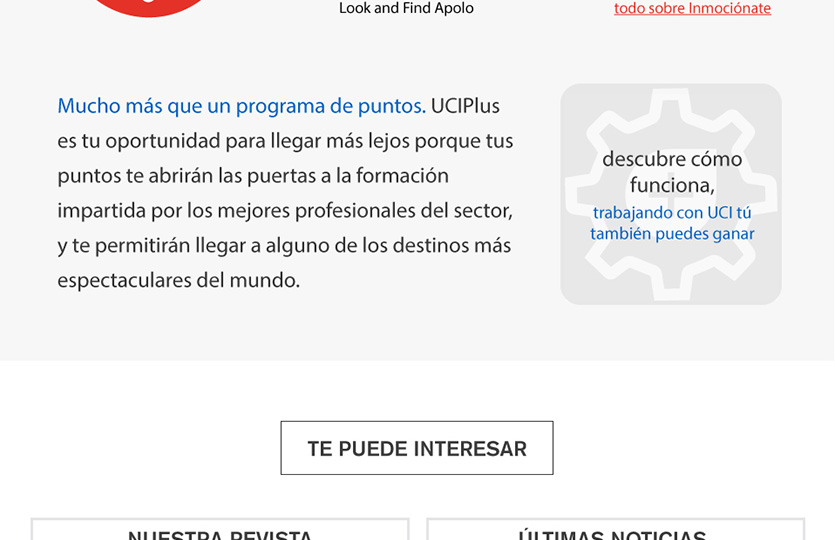 Look and Find Apolo
todo sobre Inmociónate
Mucho más que un programa de puntos. UCIPlus
es tu oportunidad para llegar más lejos porque tus
puntos te abrirán las puertas a la formación
impartida por los mejores profesionales del sector,
y te permitirán llegar a alguno de los destinos más
espectaculares del mundo.
descubre cómo
funciona,
trabajando con UCI tú
también puedes ganar
TE PUEDE INTERESAR
NUESTRA REVISTA
ÚLTIMAS NOTICIAS